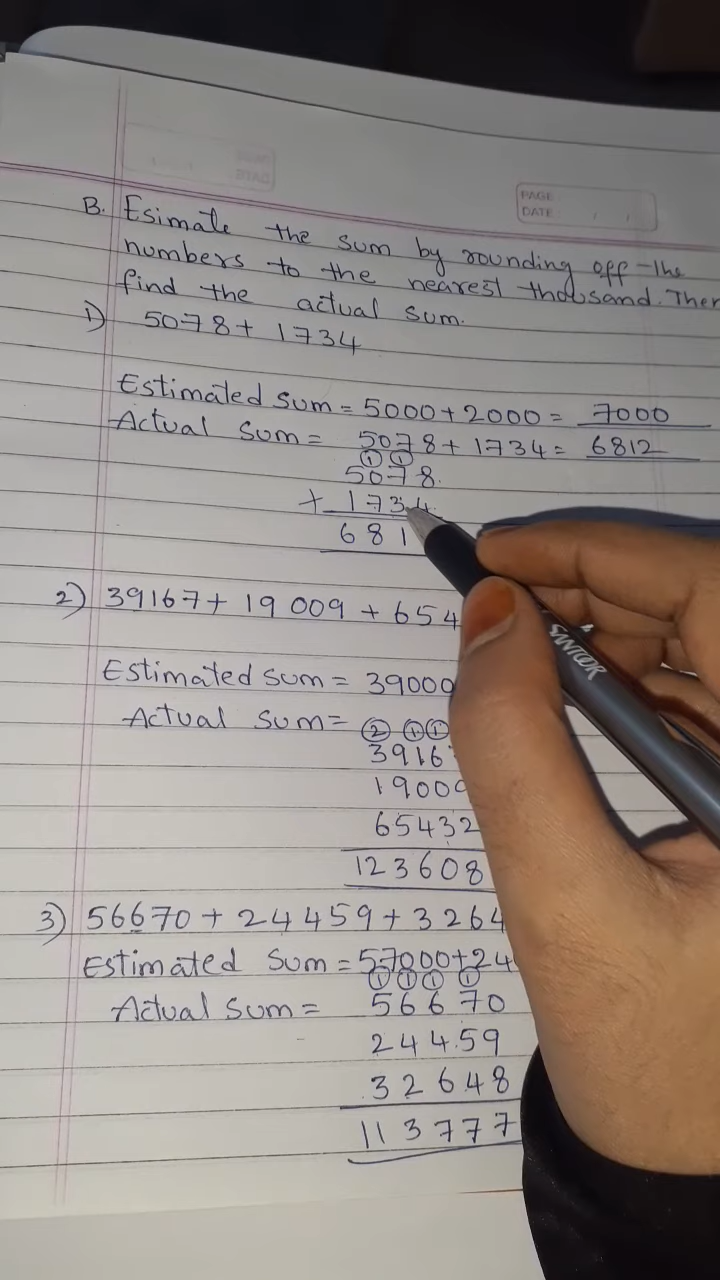 PAGE
DATE
B. Esimate the sum by rounding off the
numbers to the nearest thousand. Then
find the actual sum.
1) 5078 + 1734
Estimated sum = 5000 + 2000 = 7000
Actual sum = 5078 + 1734 = 6812
1 1
5078
+ 1734
681
2) 39167 + 19009 + 654
Estimated sum = 39000
Actual sum =
2 1 1
3916
19009
65432
123608
3) 56670 + 24459 + 3264
Estimated sum = 57000 + 24
1 1 1 1
Actual sum = 56670
24459
32648
113777
SANTOOR